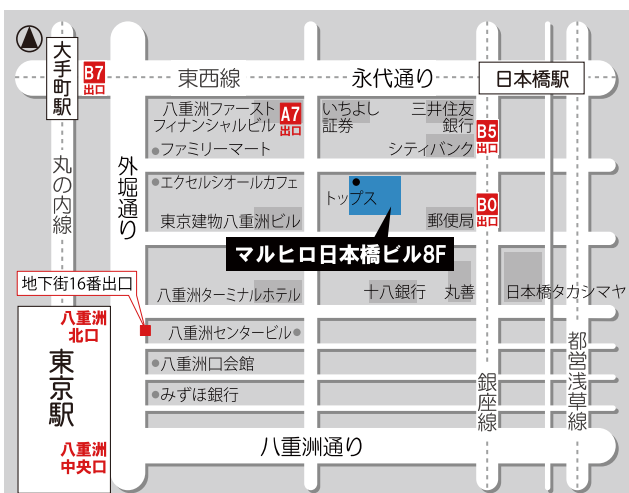 大手町駅
B7
出口
東西線
永代通り
日本橋駅
八重洲ファースト
フィナンシャルビル
A7
出口
いちよし
証券
三井住友
銀行
B5
出口
ファミリーマート
シティバンク
丸の内線
外堀通り
エクセルシオールカフェ
トップス
B0
出口
東京建物八重洲ビル
郵便局
マルヒロ日本橋ビル8F
地下街16番出口
八重洲ターミナルホテル
十八銀行
丸善
日本橋タカシマヤ
八重洲
北口
八重洲センタービル
東京駅
八重洲口会館
みずほ銀行
銀座線
都営浅草線
八重洲
中央口
八重洲通り